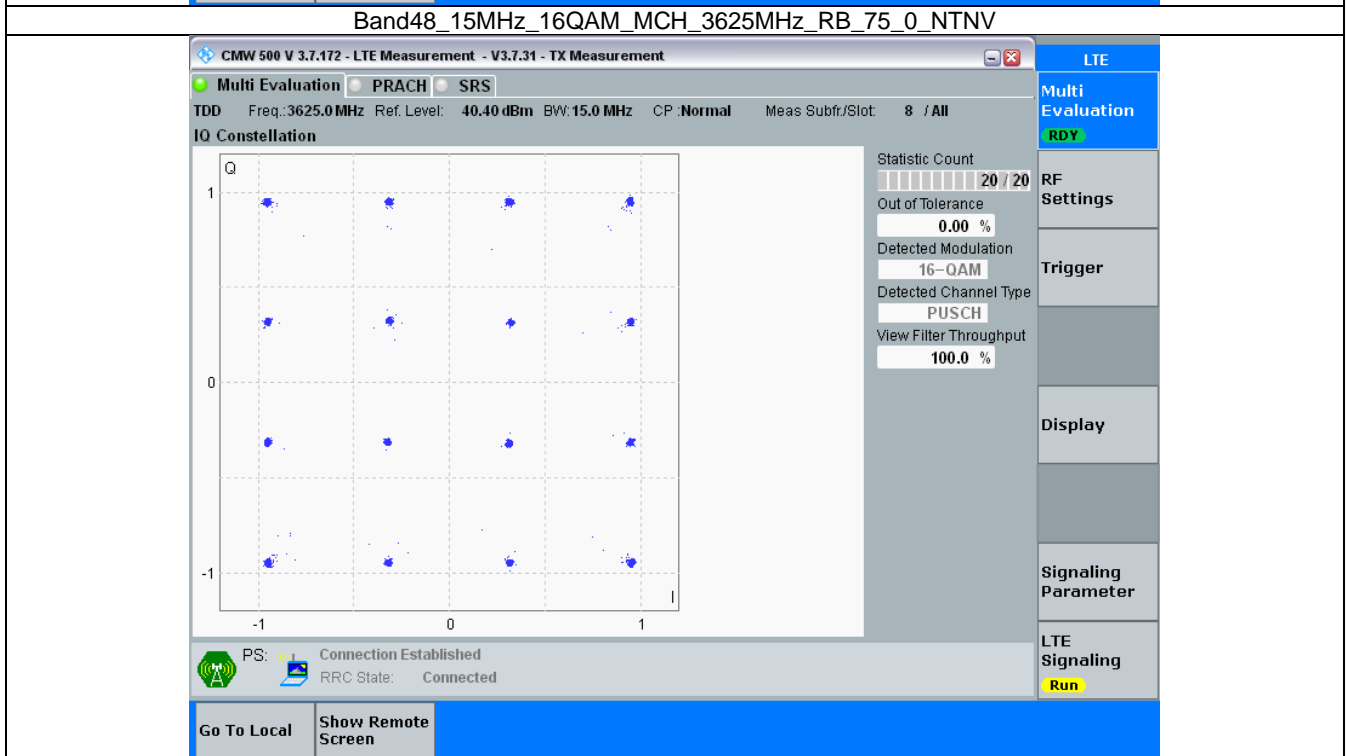 Band48_15MHz_16QAM_MCH_3625MHz_RB_75_0_NTNV
CMW 500 V 3.7.172 - LTE Measurement - V3.7.31 - TX Measurement
LTE
Multi Evaluation PRACH SRS
Multi
Evaluation
RDY
TDD Freq.:3625.0 MHz Ref. Level: 40.40 dBm BW:15.0 MHz CP :Normal Meas Subfr./Slot: 8 / All
IQ Constellation
Q
1
0
-1
-1 0 1
I
Statistic Count
20 / 20
Out of Tolerance
0.00 %
Detected Modulation
16-QAM
Detected Channel Type
PUSCH
View Filter Throughput
100.0 %
RF
Settings
Trigger
Display
Signaling
Parameter
LTE
Signaling
Run
PS: Connection Established
RRC State: Connected
Go To Local
Show Remote
Screen